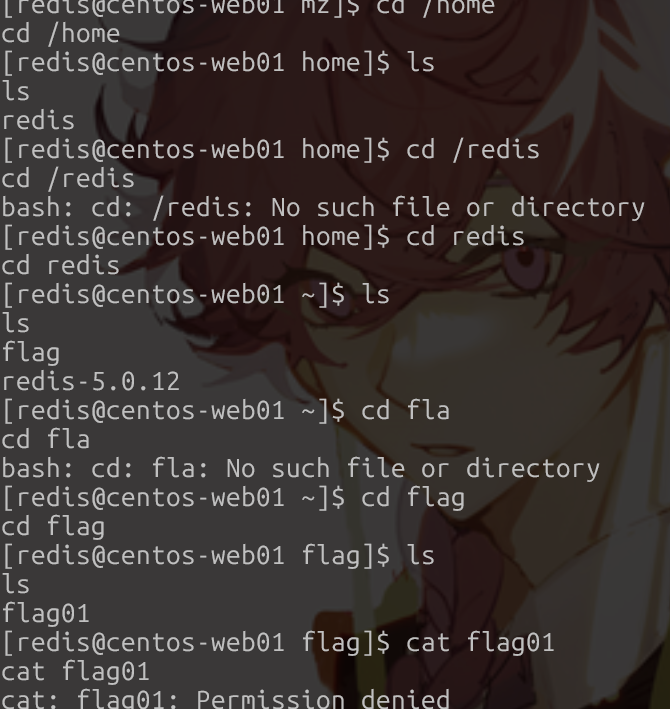 [redis@centos-web01 mz]$ cd /home
cd /home
[redis@centos-web01 home]$ ls
ls
redis
[redis@centos-web01 home]$ cd /redis
cd /redis
bash: cd: /redis: No such file or directory
[redis@centos-web01 home]$ cd redis
cd redis
[redis@centos-web01 ~]$ ls
ls
flag
redis-5.0.12
[redis@centos-web01 ~]$ cd fla
cd fla
bash: cd: fla: No such file or directory
[redis@centos-web01 ~]$ cd flag
cd flag
[redis@centos-web01 flag]$ ls
ls
flag01
[redis@centos-web01 flag]$ cat flag01
cat flag01
cat: flag01: Permission denied